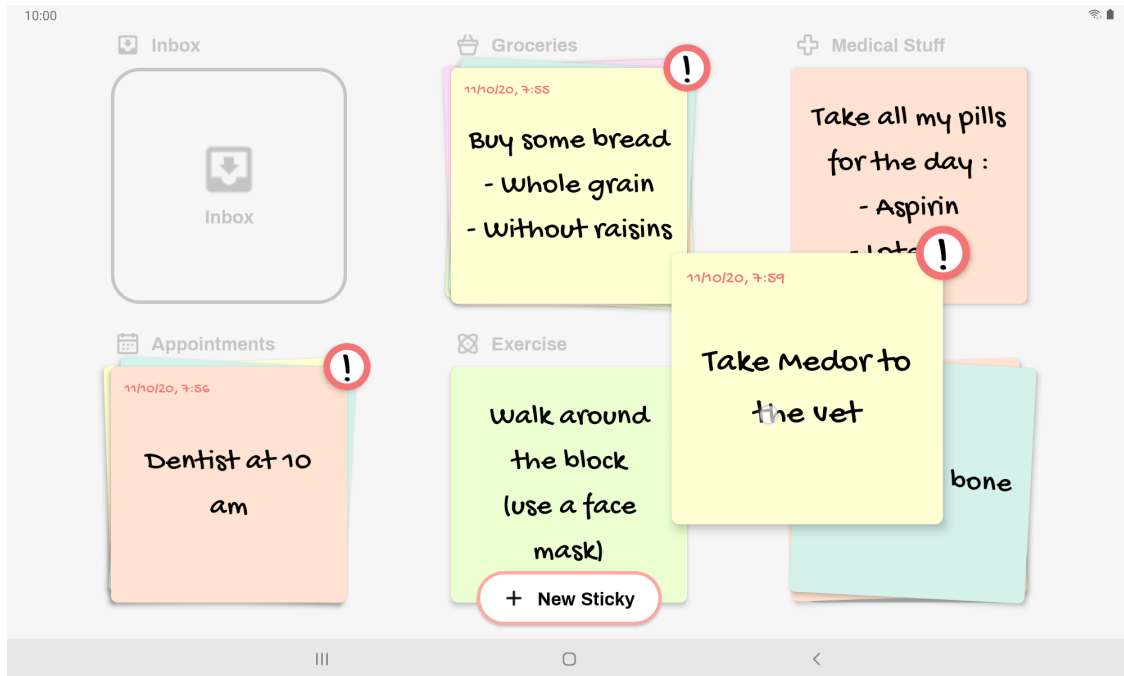 10:00
Inbox
Groceries
Medical Stuff
Inbox
11/10/20, 7:55
Buy some bread
- Whole grain
- Without raisins
Take all my pills
for the day :
- Aspirin
11/10/20, 7:59
Take Medor to
the vet
Appointments
Exercise
11/10/20, 7:56
Dentist at 10
am
Walk around
the block
(use a face
mask)
bone
+ New Sticky